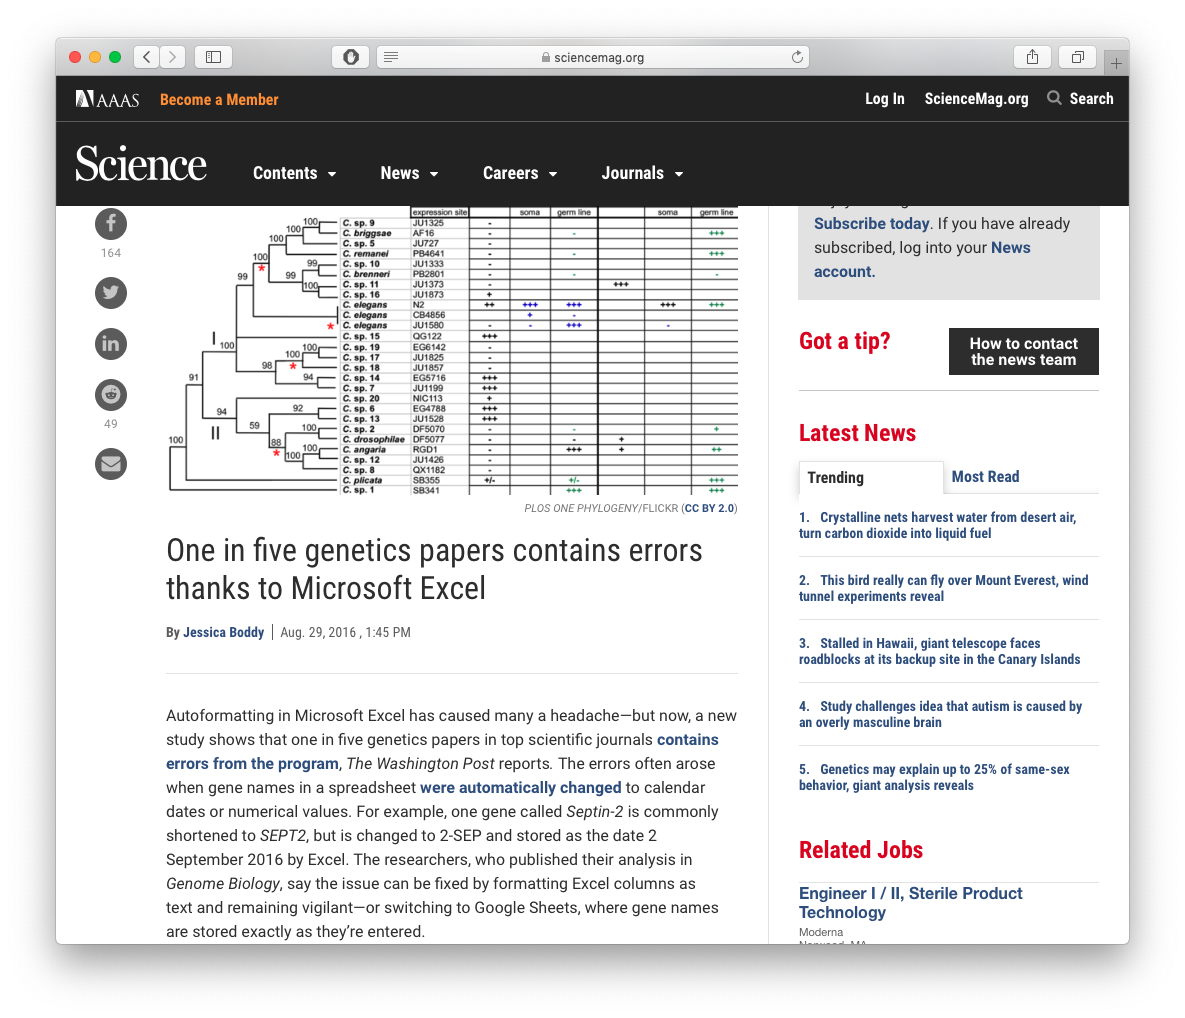 sciencemag.org
AAAS
Become a Member
Log In
ScienceMag.org
Search
Science
Contents
News
Careers
Journals
164
49
expression site soma germ line soma germ line
100 C. sp. 9 JU1325 -
100 C. briggsae AF16 - - +++
100 C. sp. 5 JU727 -
100 C. remanei PB4641 - +++
99 C. sp. 10 JU1333 -
99 C. brenneri PB2801 - - -
100 C. sp. 11 JU1373 - +++
C. sp. 16 JU1873 +
99 C. elegans N2 ++ +++ +++ +++ +++
C. elegans CB4856 + -
* C. elegans JU1580 - - +++ -
I C. sp. 15 QG122 +++
100 C. sp. 19 EG6142 -
100 C. sp. 17 JU1825 -
98 * C. sp. 18 JU1857 -
91 94 C. sp. 14 EG5716 +++
C. sp. 7 JU1199 +++
C. sp. 20 NIC113 +
94 92 C. sp. 6 EG4788 +++
C. sp. 13 JU1528 +++
II 59 100 C. sp. 2 DF5070 - - +
100 88 C. drosophilae DF5077 - - +
* 100 C. angaria RGD1 - +++ + ++
100 C. sp. 12 JU1426 -
C. sp. 8 QX1182 -
C. plicata SB355 +/- +/- +++
C. sp. 1 SB341 +++ +++
PLOS ONE PHYLOGENY/FLICKR (CC BY 2.0)
One in five genetics papers contains errors
thanks to Microsoft Excel
By Jessica Boddy | Aug. 29, 2016 , 1:45 PM
Autoformatting in Microsoft Excel has caused many a headache—but now, a new
study shows that one in five genetics papers in top scientific journals contains
errors from the program, The Washington Post reports. The errors often arose
when gene names in a spreadsheet were automatically changed to calendar
dates or numerical values. For example, one gene called Septin-2 is commonly
shortened to SEPT2, but is changed to 2-SEP and stored as the date 2
September 2016 by Excel. The researchers, who published their analysis in
Genome Biology, say the issue can be fixed by formatting Excel columns as
text and remaining vigilant—or switching to Google Sheets, where gene names
are stored exactly as they’re entered.
Subscribe today. If you have already
subscribed, log into your News
account.
Got a tip?
How to contact
the news team
Latest News
Trending
Most Read
1. Crystalline nets harvest water from desert air,
turn carbon dioxide into liquid fuel
2. This bird really can fly over Mount Everest, wind
tunnel experiments reveal
3. Stalled in Hawaii, giant telescope faces
roadblocks at its backup site in the Canary Islands
4. Study challenges idea that autism is caused by
an overly masculine brain
5. Genetics may explain up to 25% of same-sex
behavior, giant analysis reveals
Related Jobs
Engineer I / II, Sterile Product
Technology
Moderna